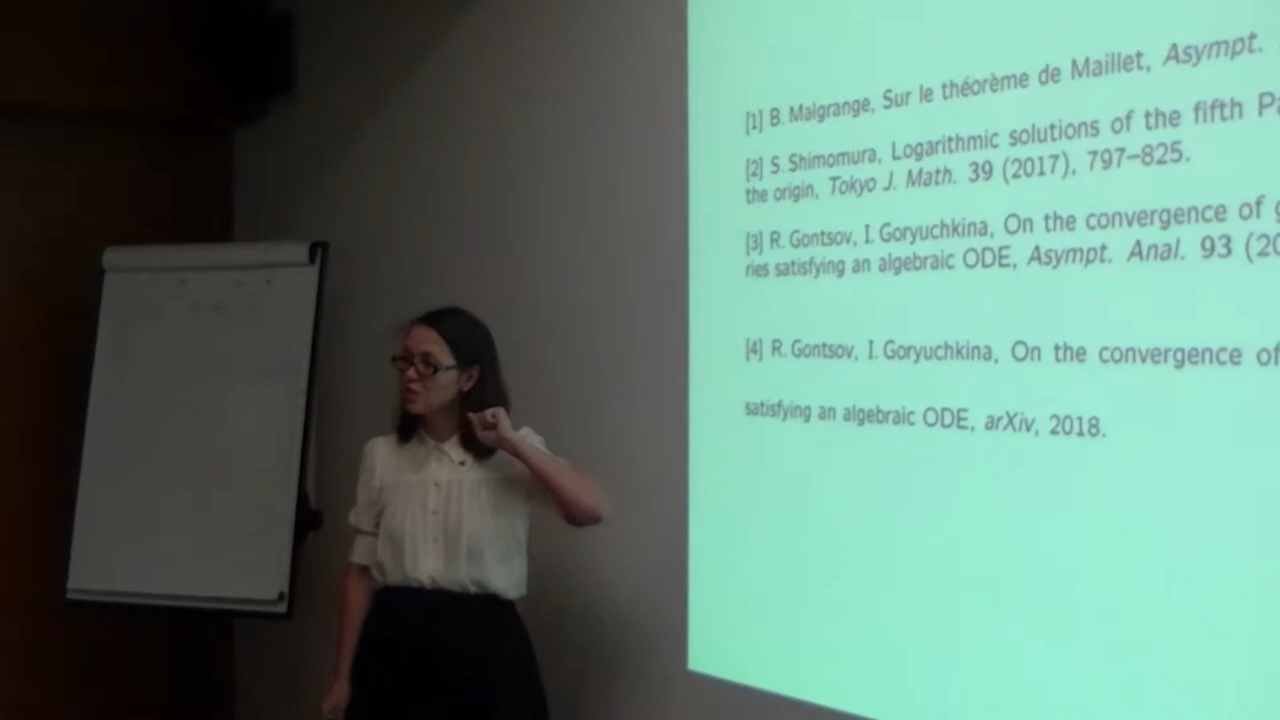 [1] B. Malgrange, Sur le théorème de Maillet, Asympt.
[2] S. Shimomura, Logarithmic solutions of the fifth
the origin, Tokyo J. Math. 39 (2017), 797–825.
[3] R. Gontsov, I. Goryuchkina, On the convergence of
ries satisfying an algebraic ODE, Asympt. Anal. 93
[4] R. Gontsov, I. Goryuchkina, On the convergence of
satisfying an algebraic ODE, arXiv, 2018.